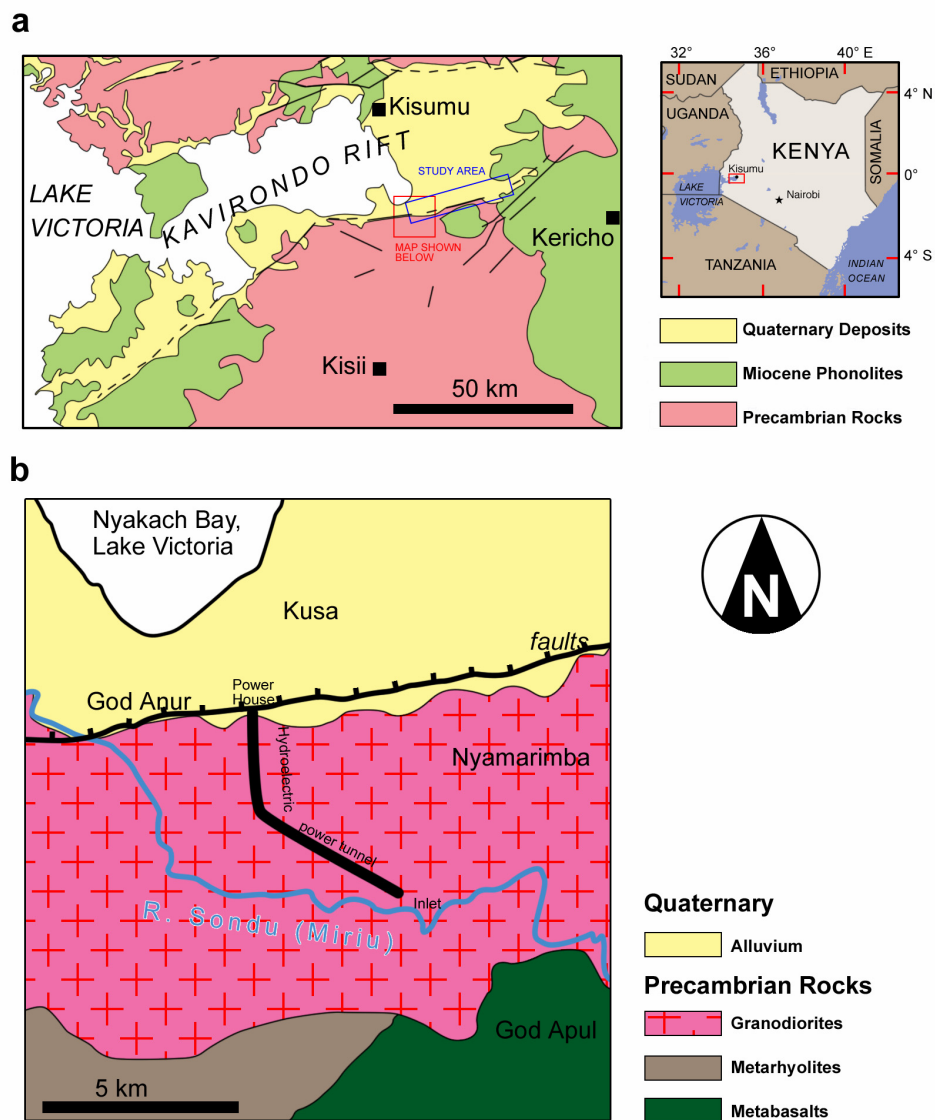 a
Kisumu
KAVIRONDO RIFT
STUDY AREA
LAKE
VICTORIA
MAP SHOWN
BELOW
Kericho
Kisii
50 km
32°
36°
40° E
SUDAN
ETHIOPIA
4° N
UGANDA
KENYA
SOMALIA
Kisumu
0°
LAKE
VICTORIA
Nairobi
TANZANIA
INDIAN
OCEAN
4° S
Quaternary Deposits
Miocene Phonolites
Precambrian Rocks
b
Nyakach Bay,
Lake Victoria
Kusa
faults
God Anur
Power
House
Hydroelectric
power tunnel
Nyamarimba
Inlet
R. Sondu (Miriu)
God Apul
5 km
N
Quaternary
Alluvium
Precambrian Rocks
Granodiorites
Metarhyolites
Metabasalts